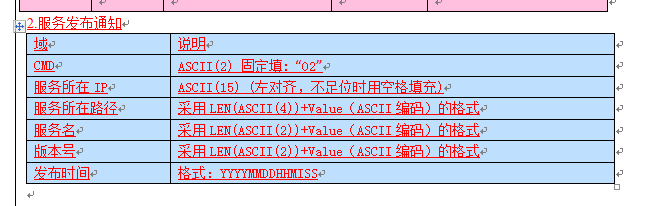 2.服务发布通知
域 说明
CMD ASCII(2) 固定填:“02”
服务所在 IP ASCII(15) (左对齐,不足位时用空格填充)
服务所在路径 采用 LEN(ASCII(4))+Value（ASCII 编码）的格式
服务名 采用 LEN(ASCII(2))+Value（ASCII 编码）的格式
版本号 采用 LEN(ASCII(2))+Value（ASCII 编码）的格式
发布时间 格式：YYYYMMDDHHMISS